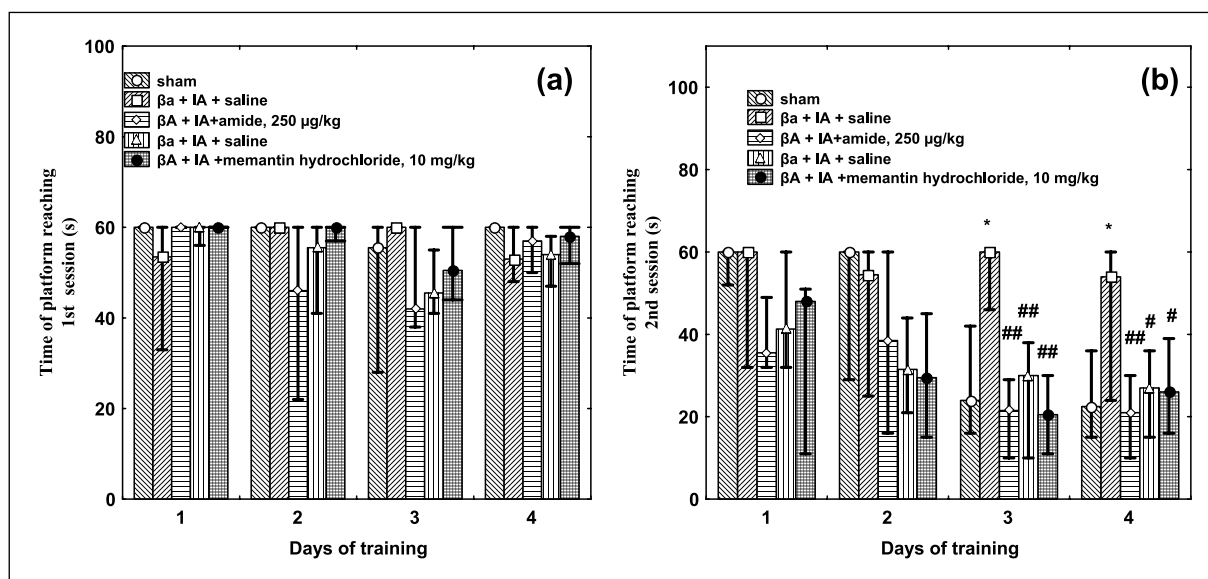 (a)
100
80
60
40
20
0
Time of platform reaching
1st session (s)
sham
βa + IA + saline
βA + IA+amide, 250 µg/kg
βa + IA + saline
βA + IA +memantin hydrochloride, 10 mg/kg
1 2 3 4
Days of training
(b)
100
80
60
40
20
0
Time of platform reaching
2nd session (s)
sham
βa + IA + saline
βA + IA+amide, 250 µg/kg
βa + IA + saline
βA + IA +memantin hydrochloride, 10 mg/kg
* *
## ## ## ## # #
1 2 3 4
Days of training